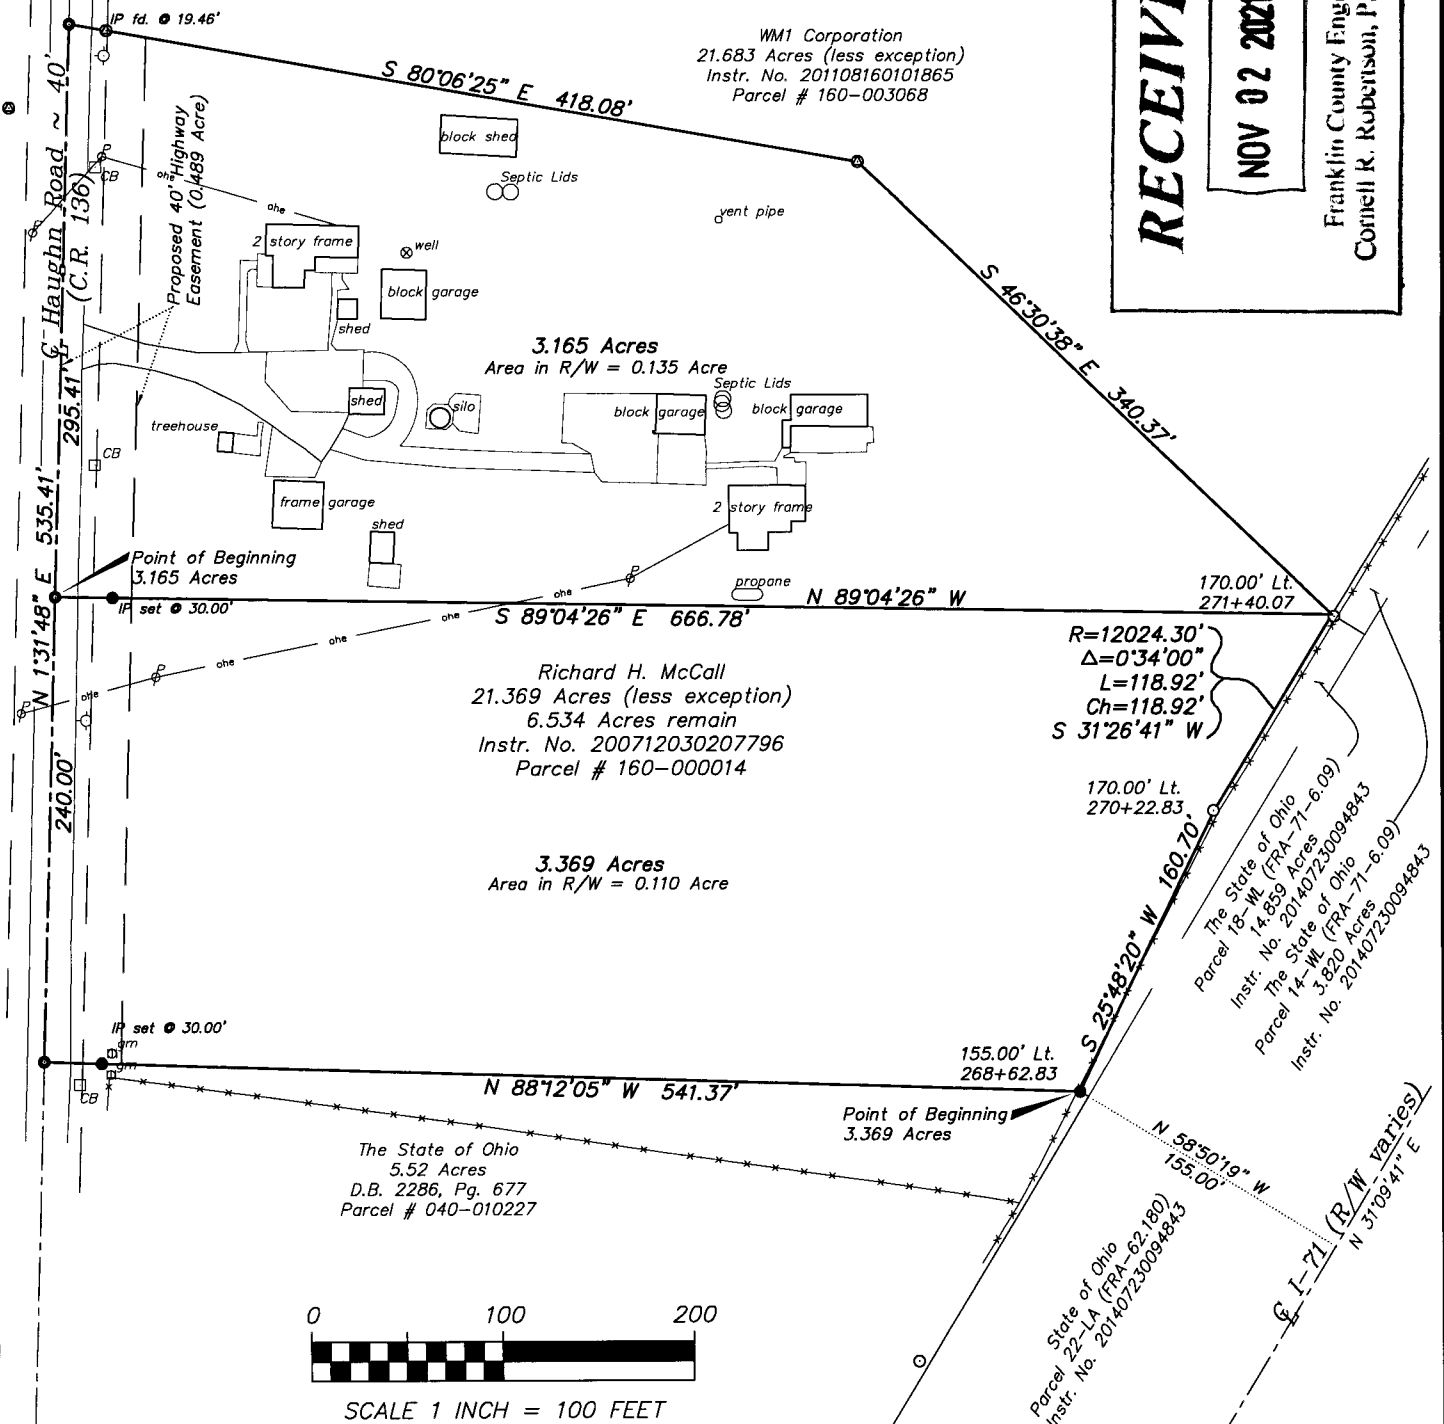 IP fd. @ 19.46'
S 80°06'25" E 418.08'
WM1 Corporation
21.683 Acres (less exception)
Instr. No. 201108160101865
Parcel # 160-003068
NOV 02 202
Franklin County Eng
Cornell R. Robertson, P.
℄ Haughn Road ~ 40'
(C.R. 136)
Proposed 40' Highway
Easement (0.489 Acre)
P
CB
ohe
ohe
P
block shed
Septic Lids
vent pipe
2 story frame
well
block garage
shed
S 46°30'38" E 340.37'
3.165 Acres
Area in R/W = 0.135 Acre
295.41'
shed
silo
Septic Lids
block garage
block garage
treehouse
CB
frame garage
shed
2 story frame
535.41'
N 1°31'48" E
Point of Beginning
3.165 Acres
IP set @ 30.00'
P
propane
ohe
ohe
ohe
ohe
S 89°04'26" E 666.78'
N 89°04'26" W
170.00' Lt.
271+40.07
R=12024.30'
Δ=0°34'00"
L=118.92'
Ch=118.92'
S 31°26'41" W
P
P
Richard H. McCall
21.369 Acres (less exception)
6.534 Acres remain
Instr. No. 200712030207796
Parcel # 160-000014
240.00'
170.00' Lt.
270+22.83
3.369 Acres
Area in R/W = 0.110 Acre
S 25°48'20" W 160.70'
The State of Ohio
Parcel 18-WL (FRA-71-6.09)
14.859 Acres
Instr. No. 201407230094843
The State of Ohio
Parcel 14-WL (FRA-71-6.09)
3.820 Acres
Instr. No. 201407230094843
IP set @ 30.00'
gm
gm
CB
155.00' Lt.
268+62.83
N 88°12'05" W 541.37'
Point of Beginning
3.369 Acres
N 58°50'19" W
155.00'
The State of Ohio
5.52 Acres
D.B. 2286, Pg. 677
Parcel # 040-010227
State of Ohio
Parcel 22-LA (FRA-62.180)
Instr. No. 201407230094843
℄ I-71 (R/W varies)
N 31°09'41" E
0 100 200
SCALE 1 INCH = 100 FEET